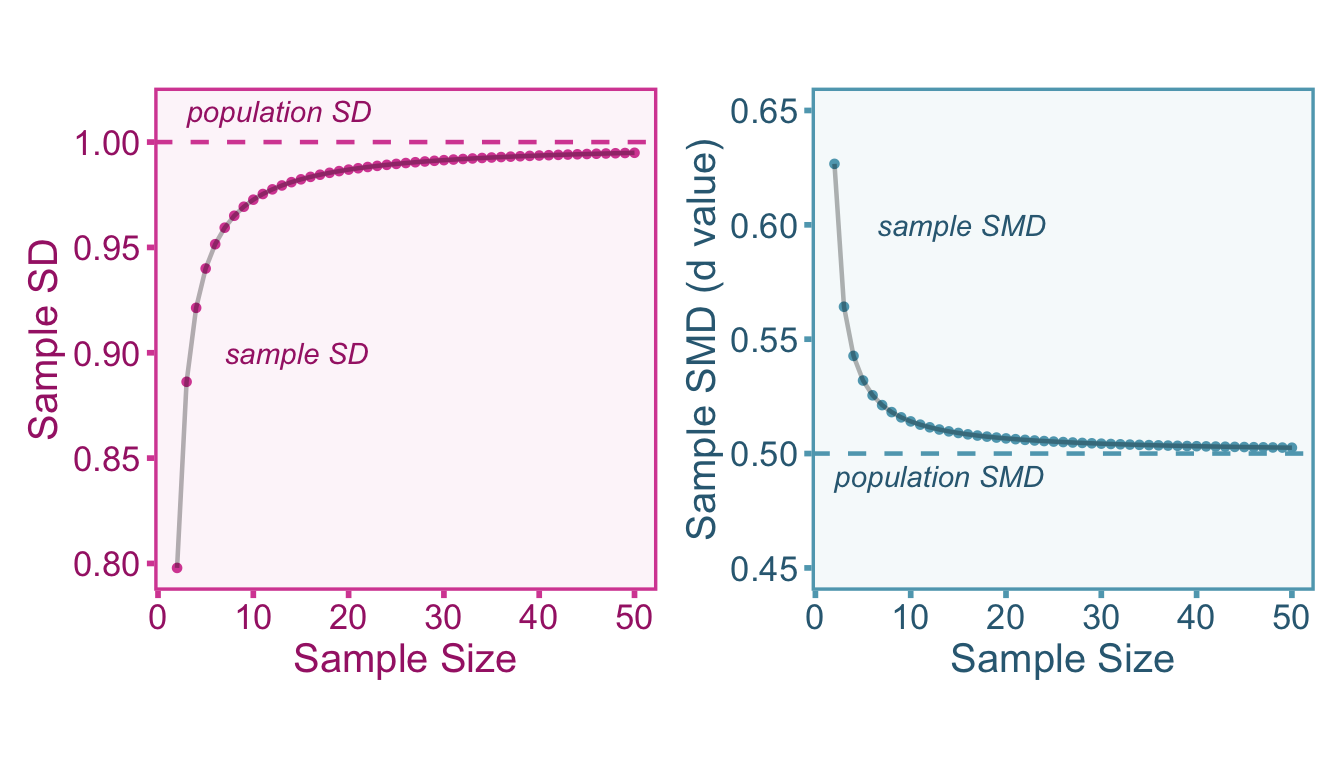 population SD
1.00
0.95
0.90
0.85
0.80
sample SD
Sample SD
0 10 20 30 40 50
Sample Size
0.65
0.60
0.55
0.50
0.45
sample SMD
population SMD
Sample SMD (d value)
0 10 20 30 40 50
Sample Size